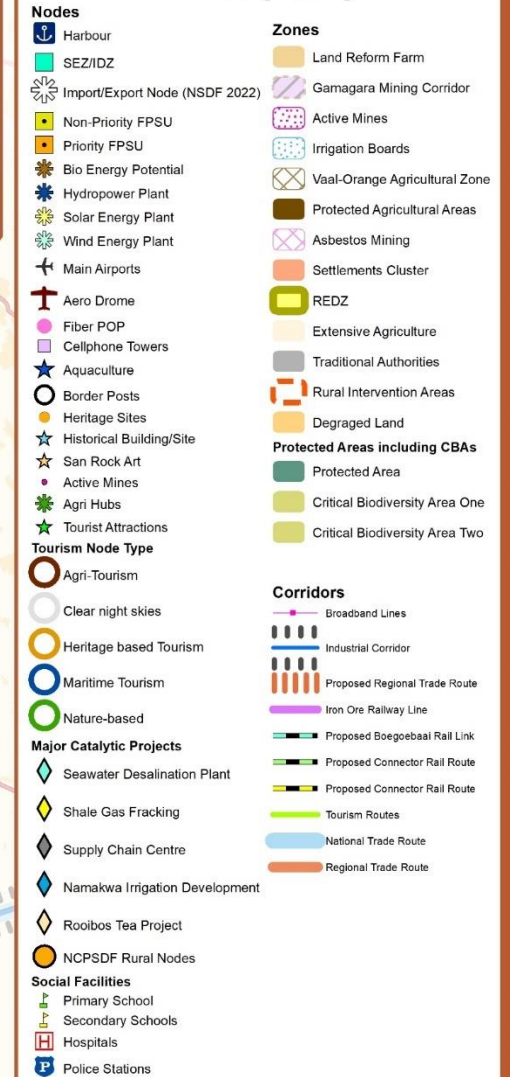 Nodes
Harbour
SEZ/IDZ
Import/Export Node (NSDF 2022)
Non-Priority FPSU
Priority FPSU
Bio Energy Potential
Hydropower Plant
Solar Energy Plant
Wind Energy Plant
Main Airports
Aero Drome
Fiber POP
Cellphone Towers
Aquaculture
Border Posts
Heritage Sites
Historical Building/Site
San Rock Art
Active Mines
Agri Hubs
Tourist Attractions
Tourism Node Type
Agri-Tourism
Clear night skies
Heritage based Tourism
Maritime Tourism
Nature-based
Major Catalytic Projects
Seawater Desalination Plant
Shale Gas Fracking
Supply Chain Centre
Namakwa Irrigation Development
Rooibos Tea Project
NCPSDF Rural Nodes
Social Facilities
Primary School
Secondary Schools
H Hospitals
P Police Stations
Zones
Land Reform Farm
Gamagara Mining Corridor
Active Mines
Irrigation Boards
Vaal-Orange Agricultural Zone
Protected Agricultural Areas
Asbestos Mining
Settlements Cluster
REDZ
Extensive Agriculture
Traditional Authorities
Rural Intervention Areas
Degraged Land
Protected Areas including CBAs
Protected Area
Critical Biodiversity Area One
Critical Biodiversity Area Two
Corridors
Broadband Lines
Industrial Corridor
Proposed Regional Trade Route
Iron Ore Railway Line
Proposed Boegoebaai Rail Link
Proposed Connector Rail Route
Proposed Connector Rail Route
Tourism Routes
National Trade Route
Regional Trade Route